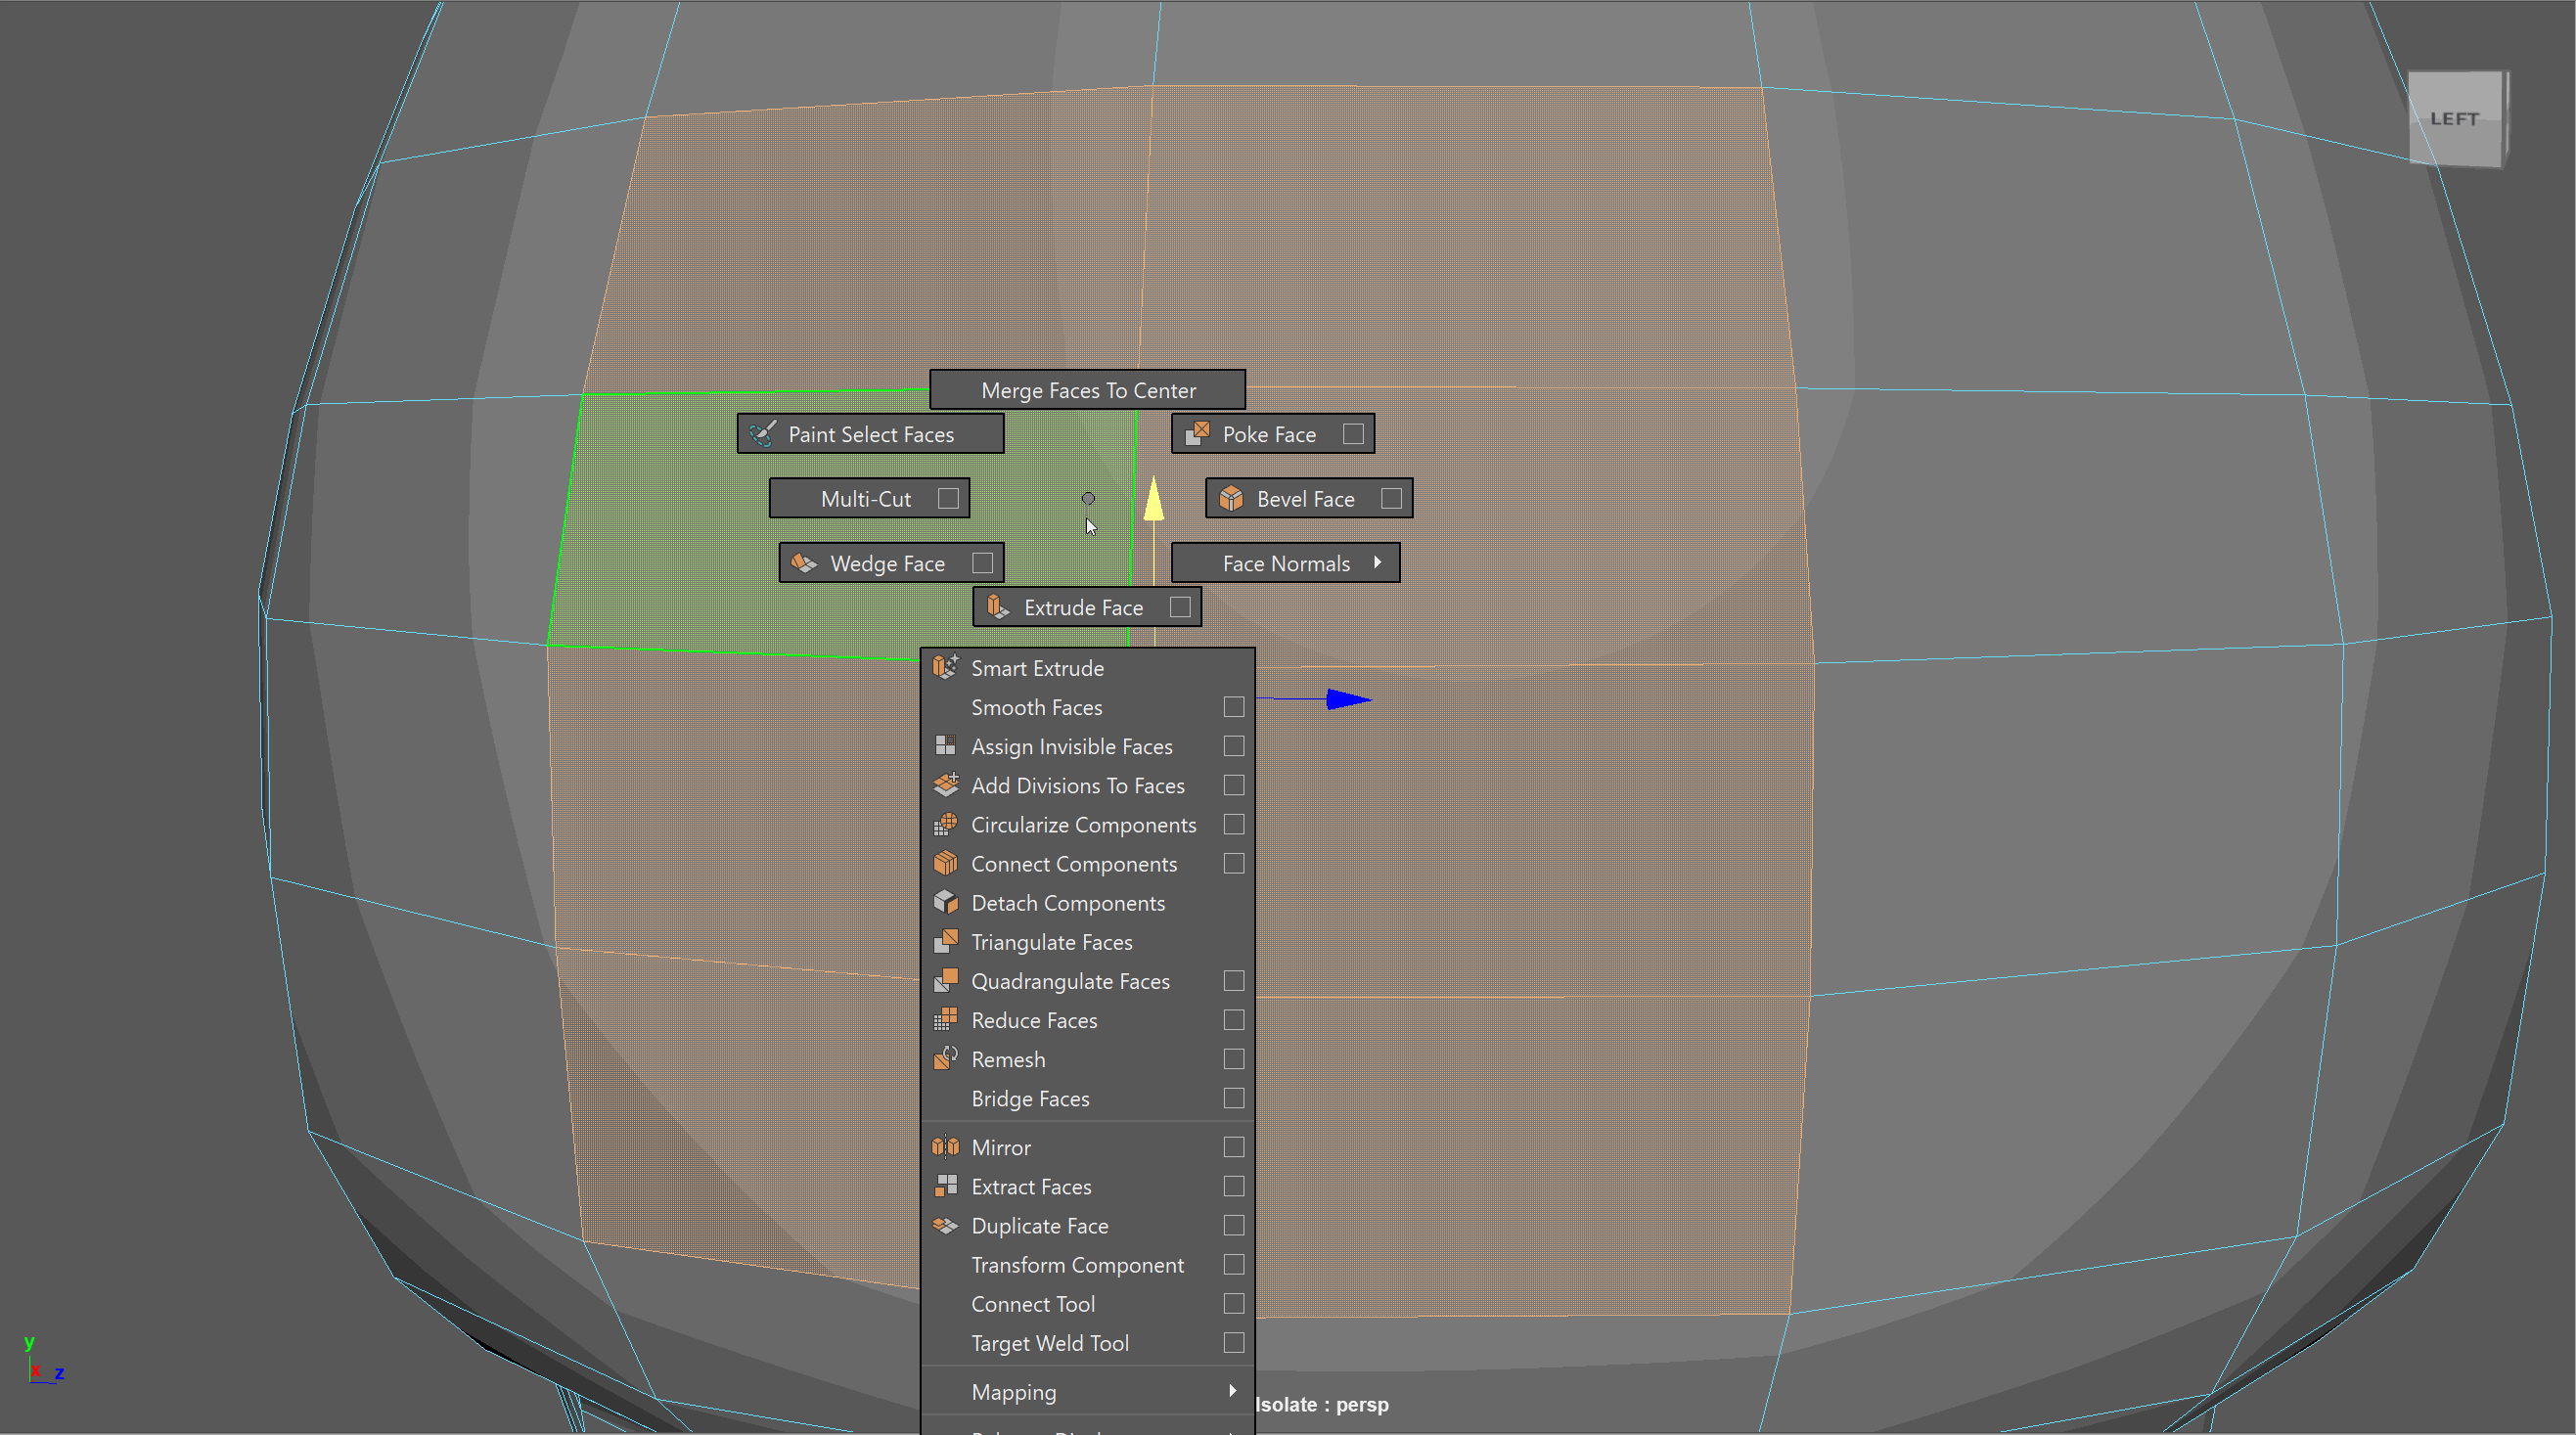 LEFT
Merge Faces To Center
Paint Select Faces
Poke Face
Multi-Cut
Bevel Face
Wedge Face
Face Normals
Extrude Face
Smart Extrude
Smooth Faces
Assign Invisible Faces
Add Divisions To Faces
Circularize Components
Connect Components
Detach Components
Triangulate Faces
Quadrangulate Faces
Reduce Faces
Remesh
Bridge Faces
Mirror
Extract Faces
Duplicate Face
Transform Component
Connect Tool
Target Weld Tool
y
x z
Mapping
Isolate : persp